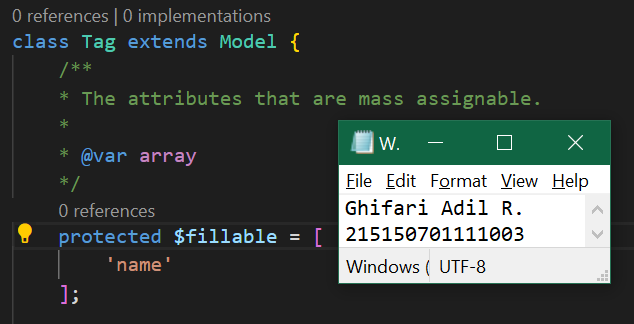 0 references | 0 implementations
class Tag extends Model {
/**
* The attributes that are mass assignable.
*
* @var array
*/
0 references
protected $fillable = [
'name'
];
W.
File Edit Format View Help
Ghifari Adil R.
215150701111003
Windows ( UTF-8